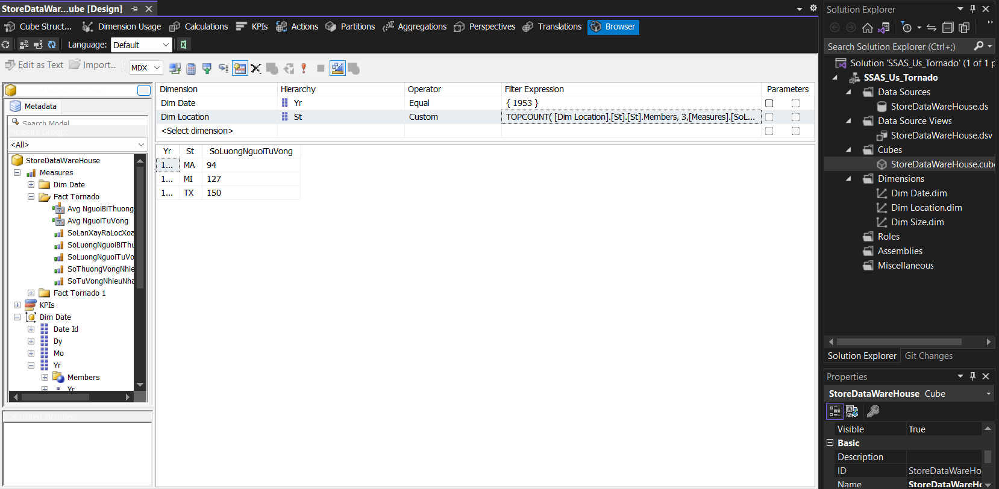 StoreDataWar...ube [Design]
Cube Struct...
Dimension Usage
Calculations
KPIs
Actions
Partitions
Aggregations
Perspectives
Translations
Browser
Language:
Default
Edit as Text
Import...
MDX
Metadata
Search Model
Measure Group:
<All>
StoreDataWareHouse
Measures
Dim Date
Fact Tornado
Avg NguoiBiThuong
Avg NguoiTuVong
SoLanXayRaLocXoa
SoLuongNguoiBiThu
SoLuongNguoiTuVo
SoThuongVongNhie
SoTuVongNhieuNha
Fact Tornado 1
KPIs
Dim Date
Date Id
Dy
Mo
Yr
Members
Yr
Calculated Members
Dimension Hierarchy Operator Filter Expression Parameters
Dim Date Yr Equal { 1953 }
Dim Location St Custom TOPCOUNT( [Dim Location].[St].[St].Members, 3,[Measures].[SoL...
<Select dimension>
Yr St SoLuongNguoiTuVong
1... MA 94
1... MI 127
1... TX 150
Solution Explorer
Search Solution Explorer (Ctrl+;)
Solution 'SSAS_Us_Tornado' (1 of 1 p
SSAS_Us_Tornado
Data Sources
StoreDataWareHouse.ds
Data Source Views
StoreDataWareHouse.dsv
Cubes
StoreDataWareHouse.cube
Dimensions
Dim Date.dim
Dim Location.dim
Dim Size.dim
Roles
Assemblies
Miscellaneous
Solution Explorer
Git Changes
Properties
StoreDataWareHouse Cube
Visible True
Basic
Description
ID StoreDataWareHo
Name StoreDataWareHo